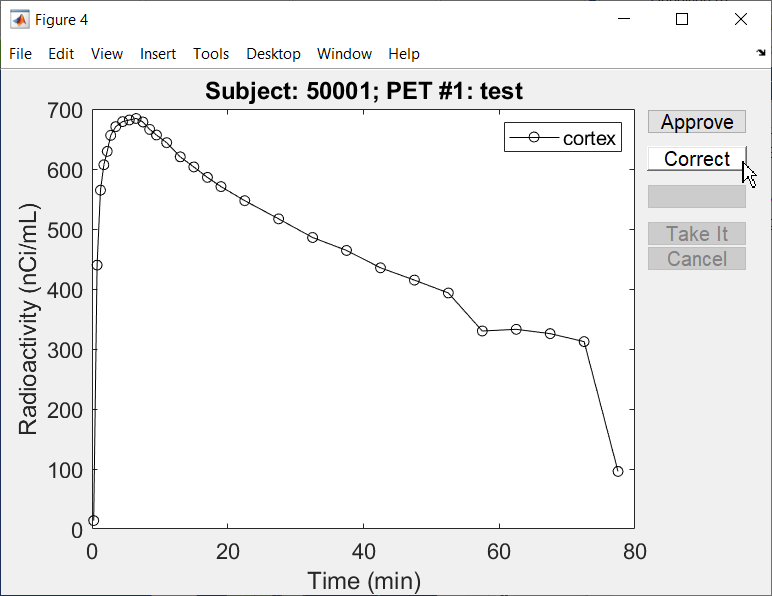 Figure 4
File Edit View Insert Tools Desktop Window Help
Subject: 50001; PET #1: test
700
600
500
400
300
200
100
0
Radioactivity (nCi/mL)
0 20 40 60 80
Time (min)
cortex
Approve
Correct
Take It
Cancel